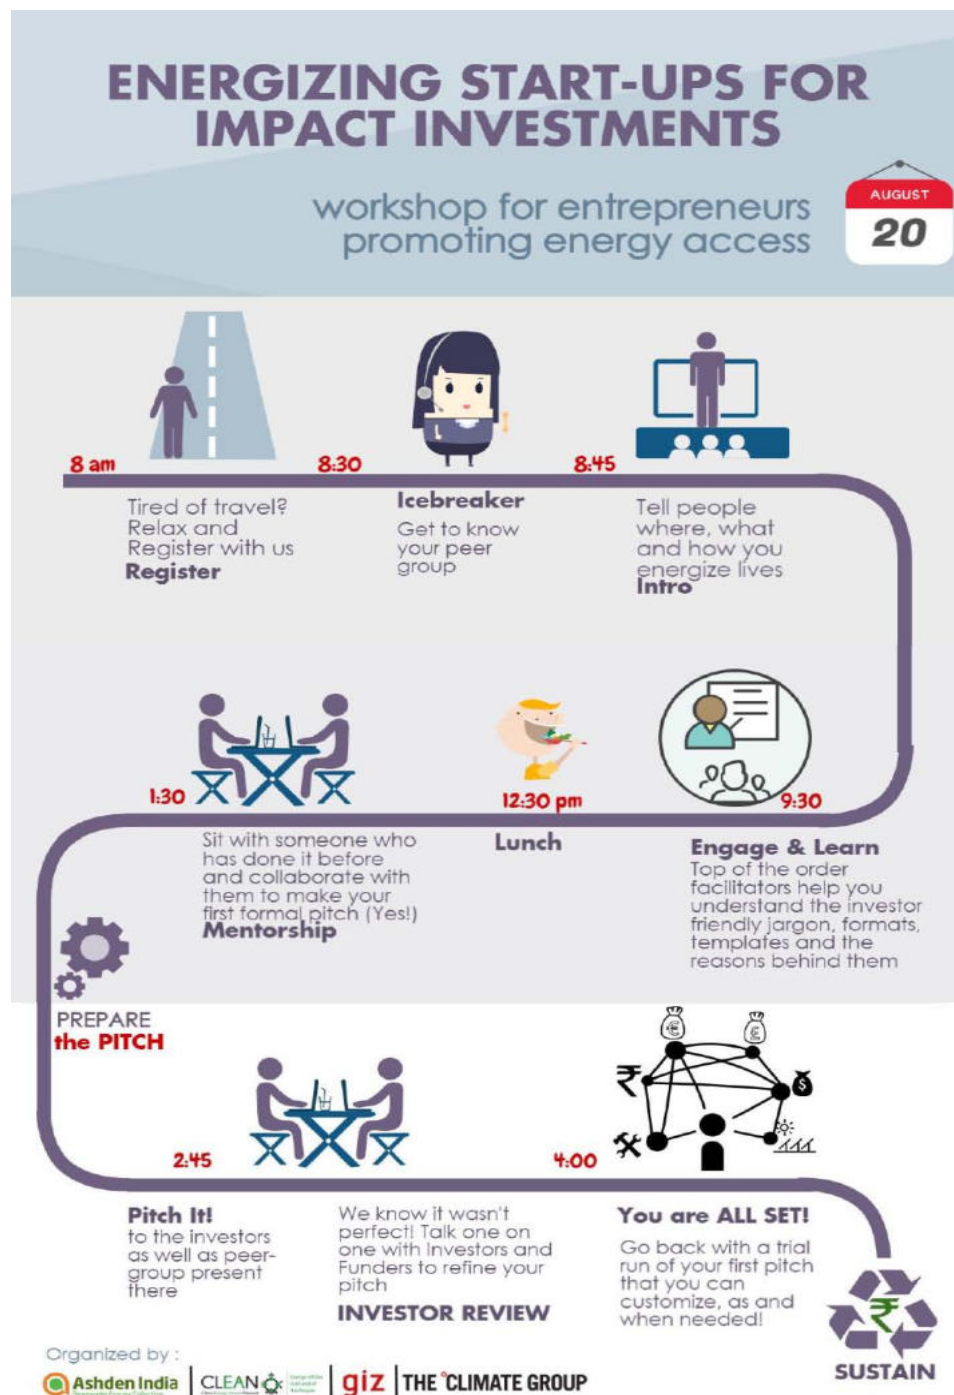 ENERGIZING START-UPS FOR
IMPACT INVESTMENTS
workshop for entrepreneurs
promoting energy access
AUGUST
20
8 am
8:30
8:45
Tired of travel?
Relax and
Register with us
Register
Icebreaker
Get to know
your peer
group
Tell people
where, what
and how you
energize lives
Intro
9:30
Engage & Learn
Top of the order
facilitators help you
understand the investor
friendly jargon, formats,
templates and the
reasons behind them
12:30 pm
Lunch
1:30
Sit with someone who
has done it before
and collaborate with
them to make your
first formal pitch (Yes!)
Mentorship
PREPARE
the PITCH
2:45
4:00
€
£
₹
$
Pitch It!
to the investors
as well as peer-
group present
there
We know it wasn't
perfect! Talk one on
one with Investors and
Funders to refine your
pitch
INVESTOR REVIEW
You are ALL SET!
Go back with a trial
run of your first pitch
that you can
customize, as and
when needed!
₹
SUSTAIN
Organized by :
Ashden India
CLEAN
giz
THE °CLIMATE GROUP